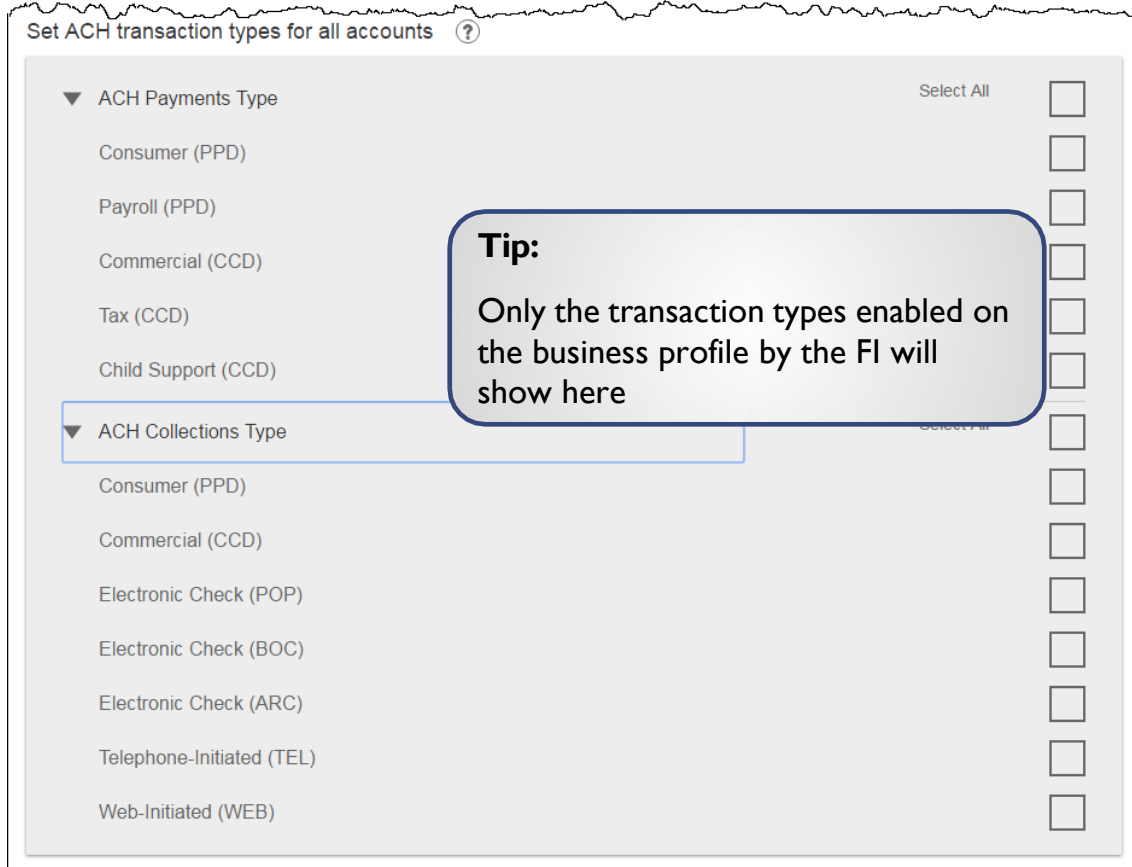 Set ACH transaction types for all accounts ?
ACH Payments Type Select All
Consumer (PPD)
Payroll (PPD)
Commercial (CCD)
Tax (CCD)
Child Support (CCD)
Tip:
Only the transaction types enabled on
the business profile by the FI will
show here
ACH Collections Type Select All
Consumer (PPD)
Commercial (CCD)
Electronic Check (POP)
Electronic Check (BOC)
Electronic Check (ARC)
Telephone-Initiated (TEL)
Web-Initiated (WEB)